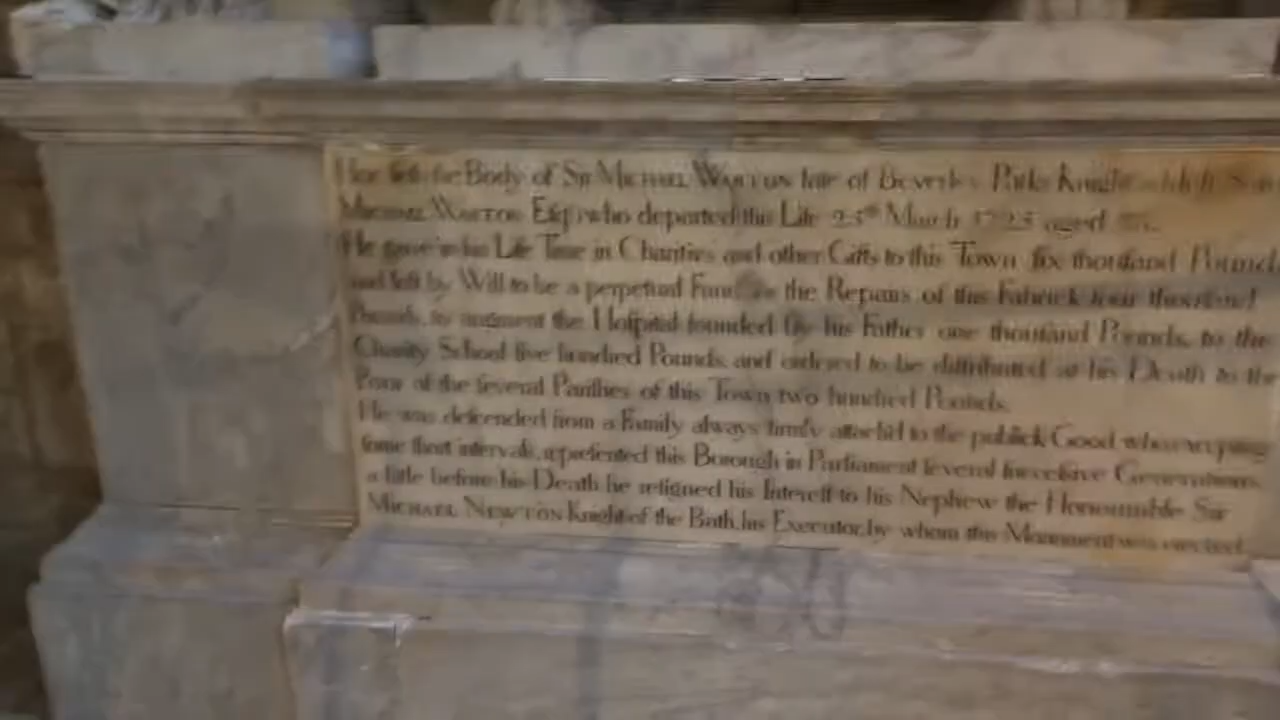 Here lieth the Body of Sir MICHAEL WARTON late of Beverley Parks Knight
MICHAEL WARTON Esqr. who departed this Life 25th March 1725 aged
He gave in his Life Time in Charities and other Gifts to this Town ſix thouſand Pounds
and left by Will to be a perpetual Fund for the Repairs of this Fabrick four thouſand
Pounds, to augment the Hoſpital founded by his Father one thouſand Pounds, to the
Charity School five hundred Pounds, and ordered to be diſtributed at his Death to the
Poor of the ſeveral Pariſhes of this Town two hundred Pounds.
He was deſcended from a Family always firmly attach'd to the publick Good who excepting
ſome ſhort intervals, repreſented this Borough in Parliament ſeveral ſucceſsive Generations,
a little before his Death he reſigned his Intereſt to his Nephew the Honourable Sir
MICHAEL NEWTON Knight of the Bath, his Executor, by whom this Monument was erected.